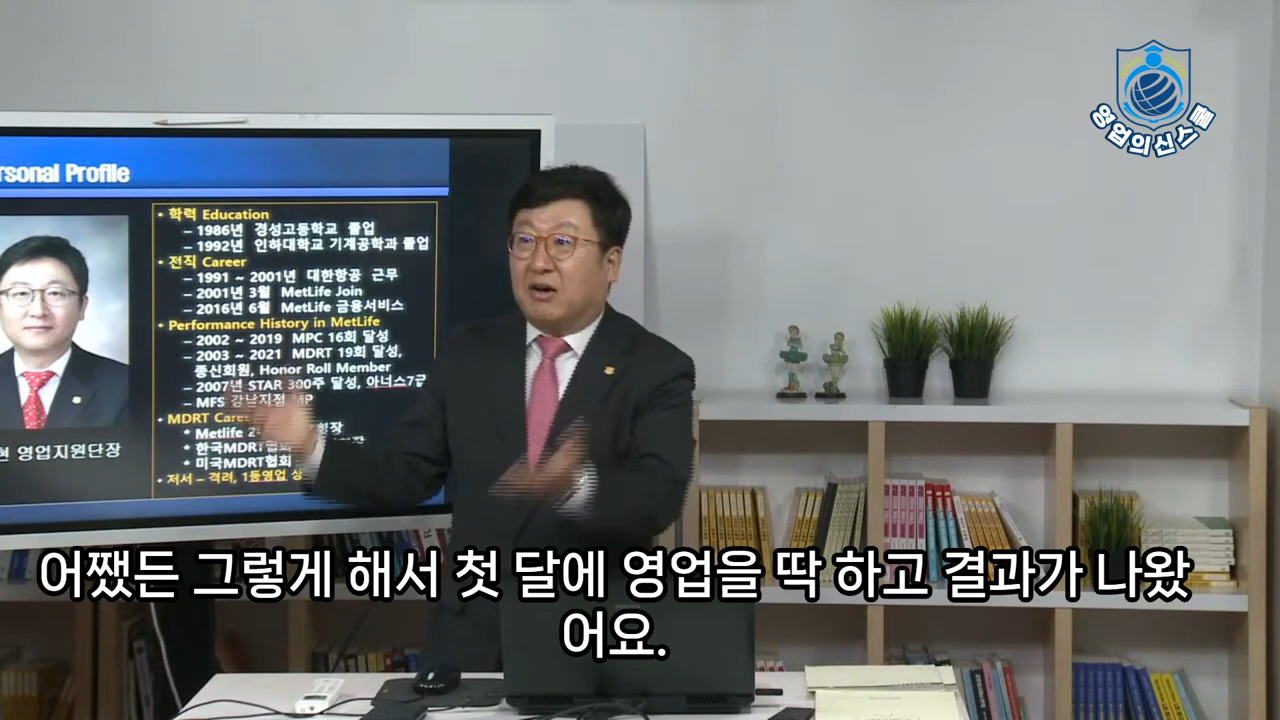 영업의신스쿨
rsonal Profile
• 학력 Education
– 1986년 경성고등학교 졸업
– 1992년 인하대학교 기계공학과 졸업
• 전직 Career
– 1991 ~ 2001년 대한항공 근무
– 2001년 3월 MetLife Join
– 2016년 6월 MetLife 금융서비스
• Performance History in MetLife
– 2002 ~ 2019 MPC 16회 달성
– 2003 ~ 2021 MDRT 19회 달성,
종신회원, Honor Roll Member
– 2007년 STAR 300주 달성, 아너스7급
– MFS 강남지점 MP
• MDRT Caree
* Metlife 2
* 한국MDRT협회
* 미국MDRT협회
• 저서 – 격려, 1등영업 상
현 영업지원단장
어쨌든 그렇게 해서 첫 달에 영업을 딱 하고 결과가 나왔
어요.